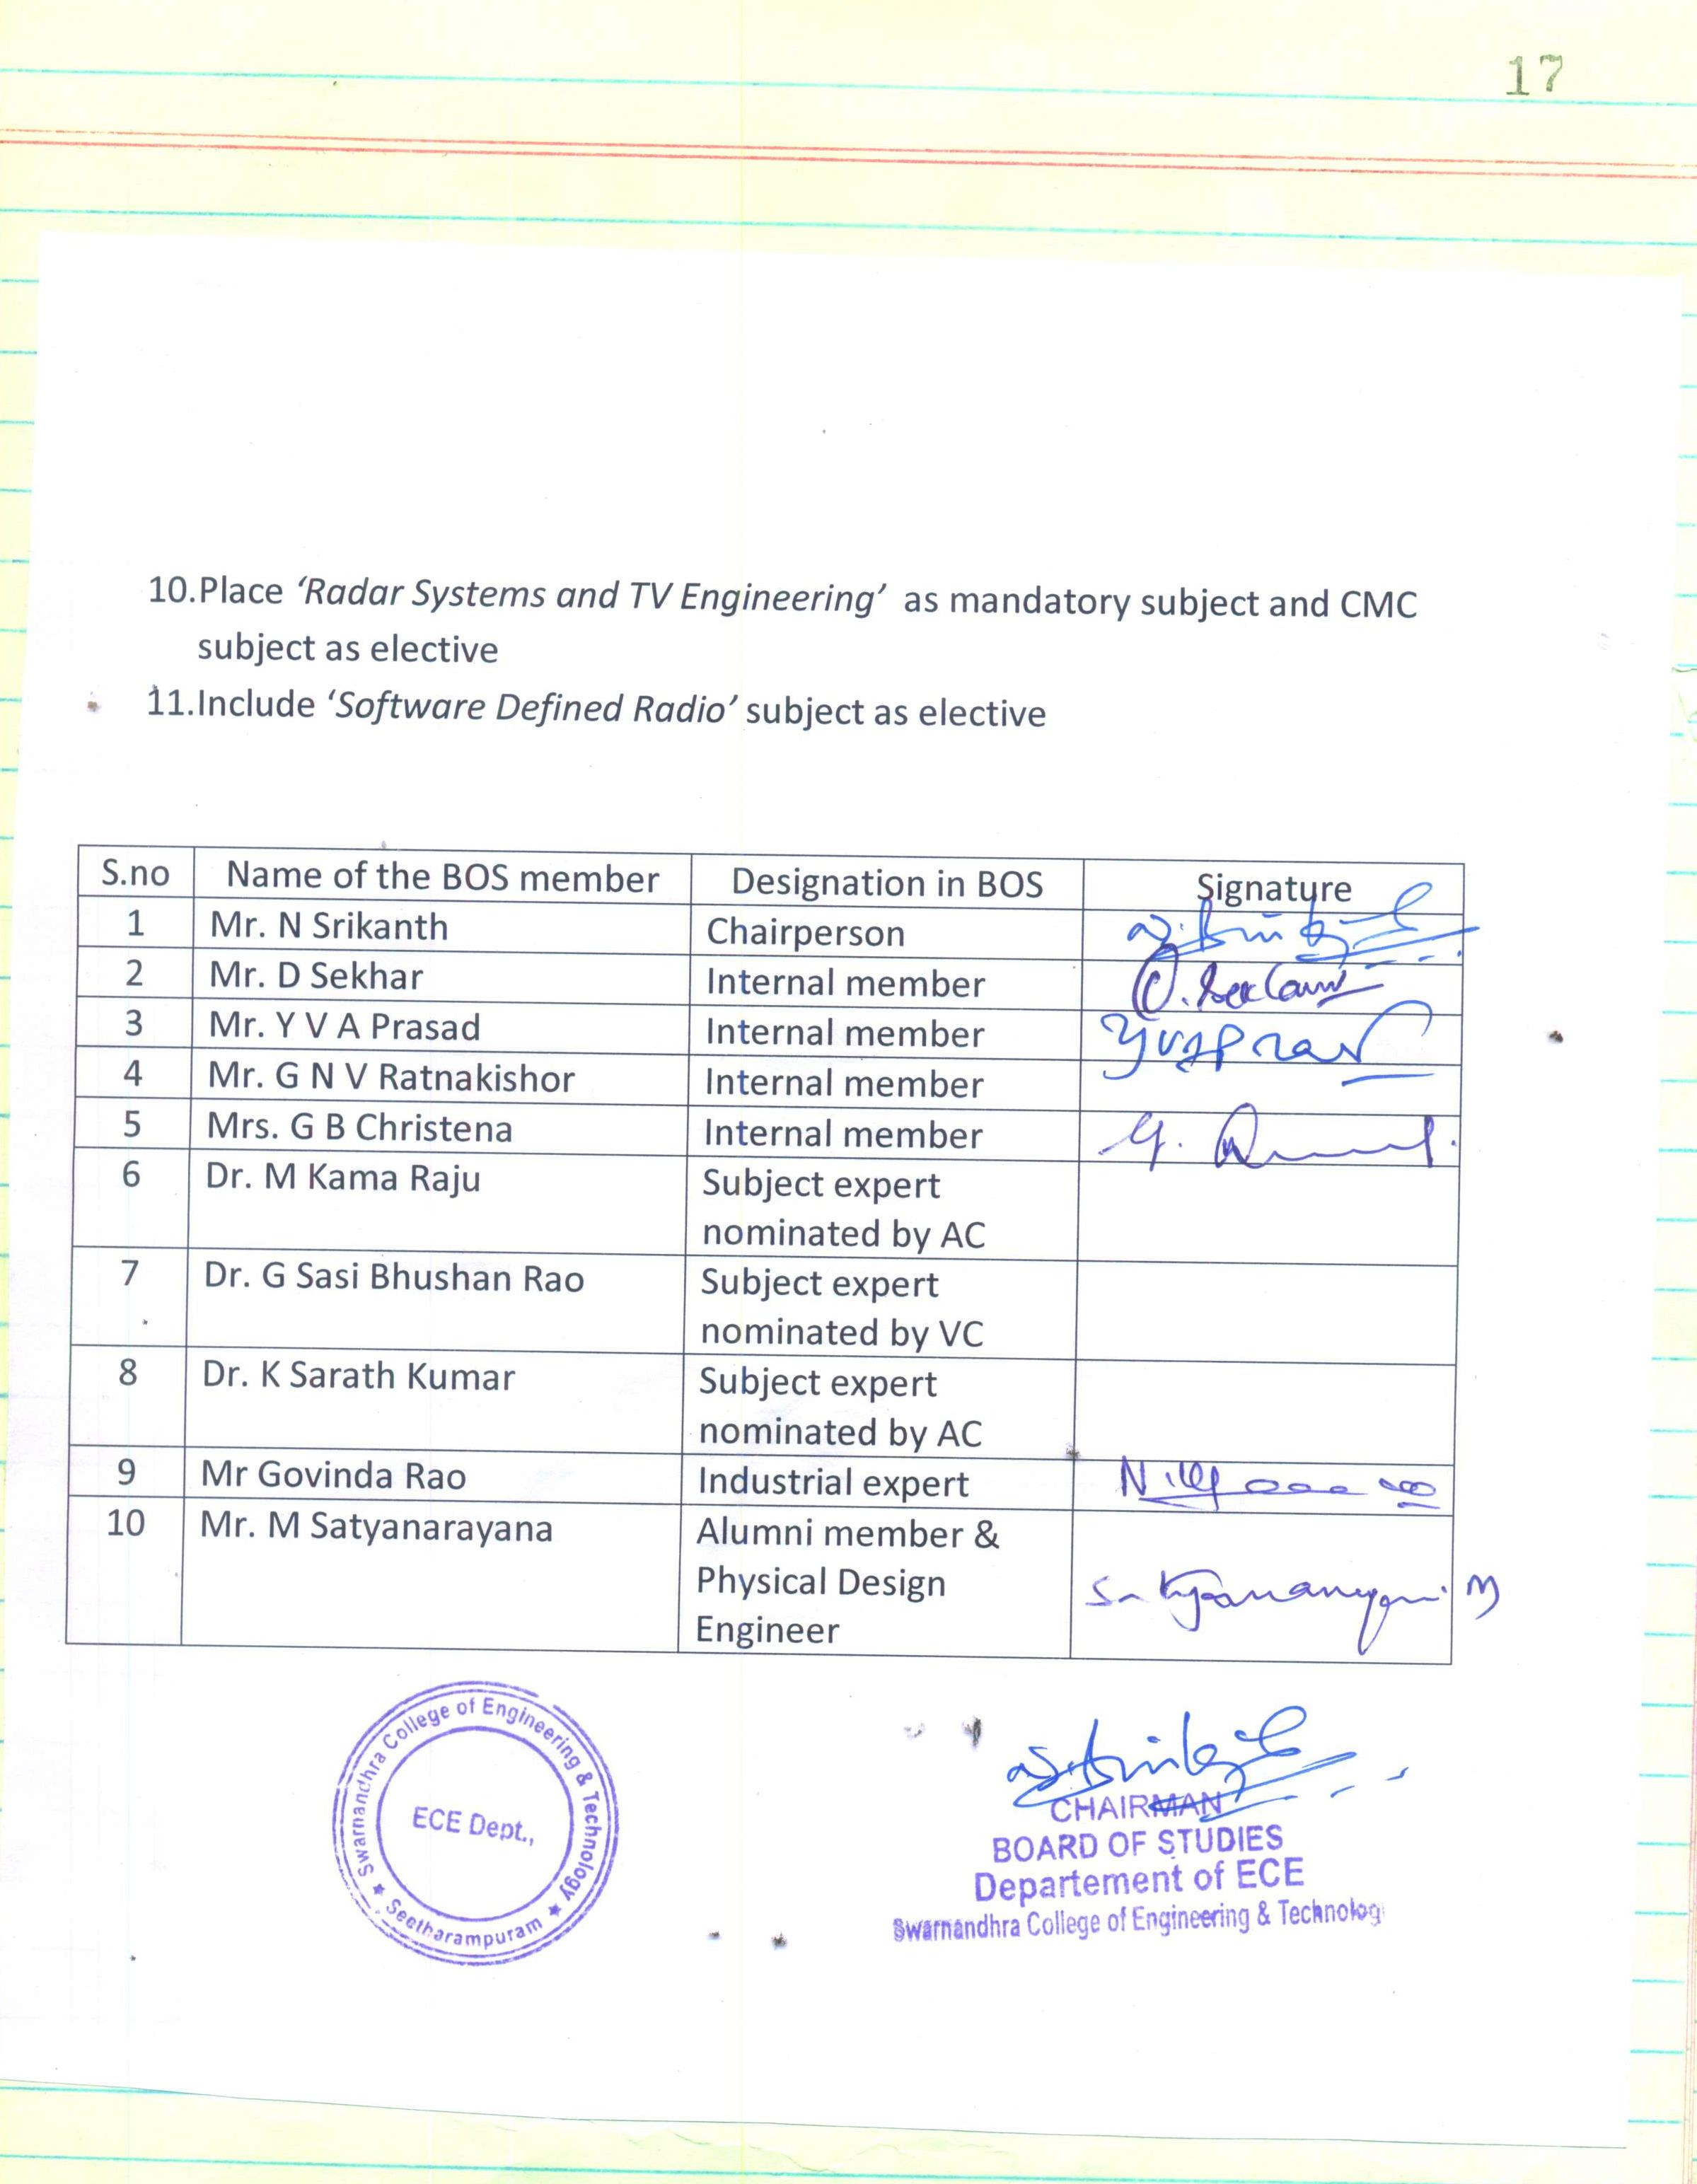 17
10.Place ‘Radar Systems and TV Engineering’ as mandatory subject and CMC
subject as elective
11.Include ‘Software Defined Radio’ subject as elective
S.no Name of the BOS member Designation in BOS Signature
1 Mr. N Srikanth Chairperson
2 Mr. D Sekhar Internal member
3 Mr. Y V A Prasad Internal member
4 Mr. G N V Ratnakishor Internal member
5 Mrs. G B Christena Internal member
6 Dr. M Kama Raju Subject expert
nominated by AC
7 Dr. G Sasi Bhushan Rao Subject expert
nominated by VC
8 Dr. K Sarath Kumar Subject expert
nominated by AC
9 Mr Govinda Rao Industrial expert
10 Mr. M Satyanarayana Alumni member &
Physical Design
Engineer
Swarnandhra College of Engineering & Technology
ECE Dept.,
★ Seetharampuram ★
CHAIRMAN
BOARD OF STUDIES
Departement of ECE
Swarnandhra College of Engineering & Technolog